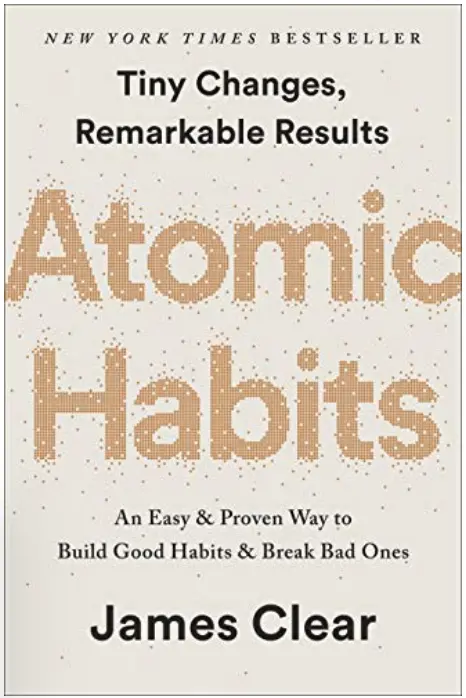 NEW YORK TIMES BESTSELLER
Tiny Changes,
Remarkable Results
Atomic
Habits
An Easy & Proven Way to
Build Good Habits & Break Bad Ones
James Clear